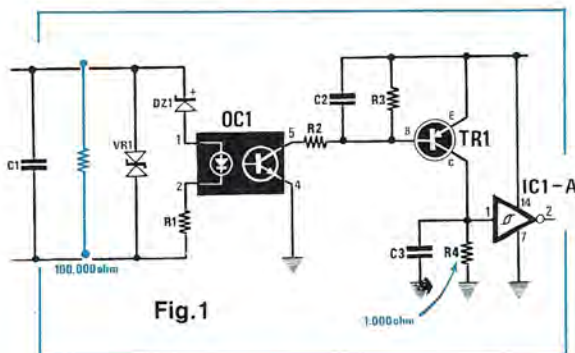 OC1
DZ1
+
C1
VR1
1
2
5
4
R1
R2
C2
R3
B
E
C
TR1
IC1-A
14
1
2
7
C3
R4
100.000 ohm
1.000 ohm
Fig.1